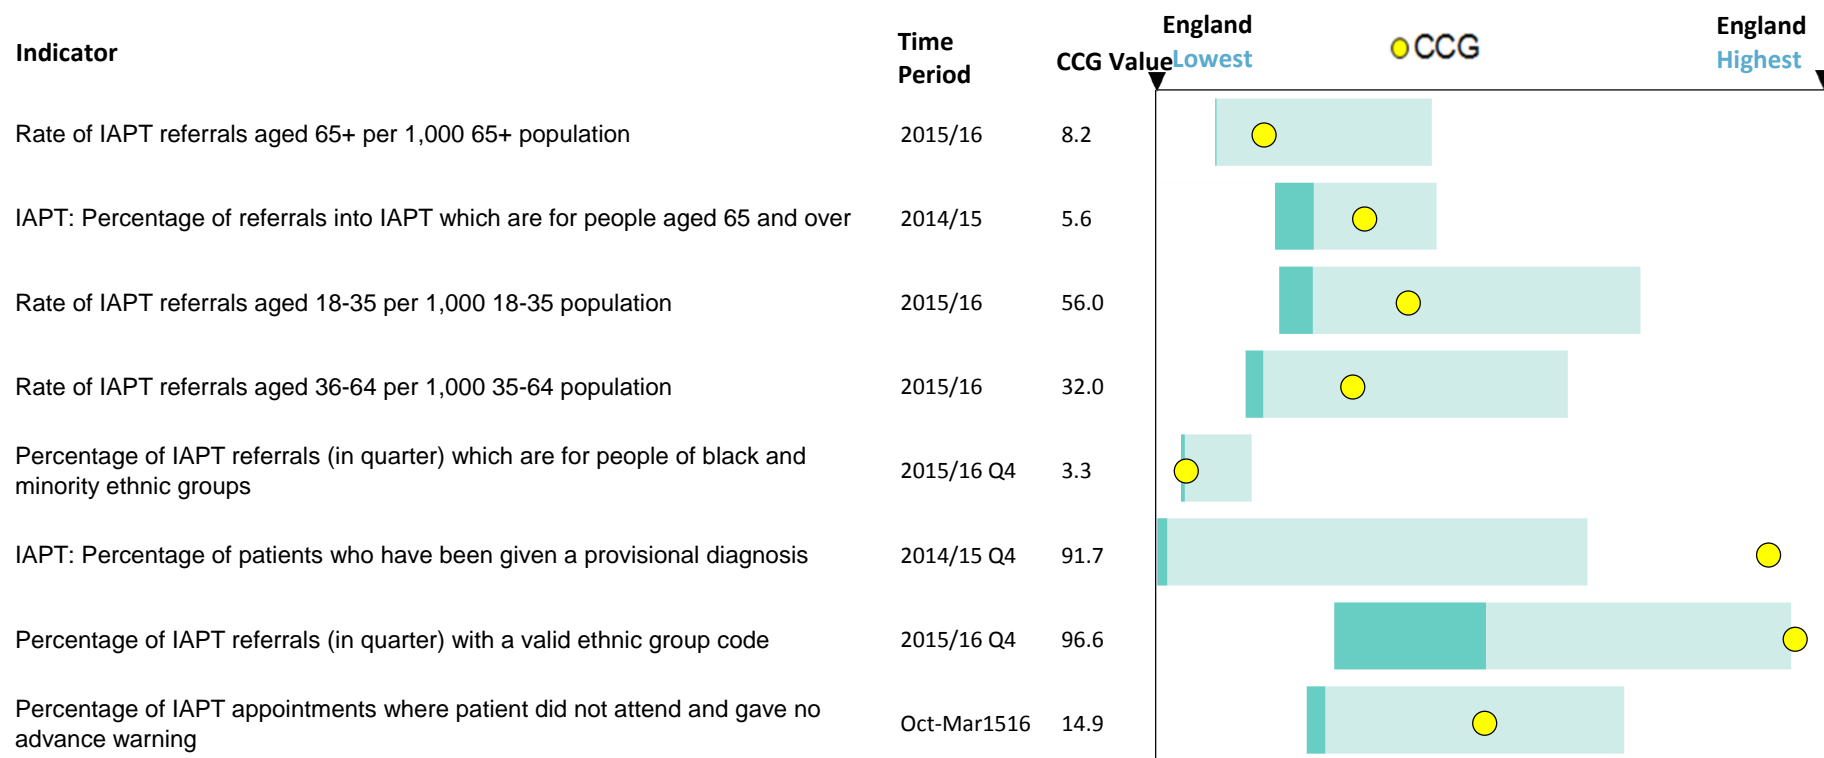 Indicator
Time Period
CCG Value
England Lowest
CCG
England Highest
Rate of IAPT referrals aged 65+ per 1,000 65+ population 2015/16 8.2
IAPT: Percentage of referrals into IAPT which are for people aged 65 and over 2014/15 5.6
Rate of IAPT referrals aged 18-35 per 1,000 18-35 population 2015/16 56.0
Rate of IAPT referrals aged 36-64 per 1,000 35-64 population 2015/16 32.0
Percentage of IAPT referrals (in quarter) which are for people of black and
minority ethnic groups 2015/16 Q4 3.3
IAPT: Percentage of patients who have been given a provisional diagnosis 2014/15 Q4 91.7
Percentage of IAPT referrals (in quarter) with a valid ethnic group code 2015/16 Q4 96.6
Percentage of IAPT appointments where patient did not attend and gave no
advance warning Oct-Mar1516 14.9